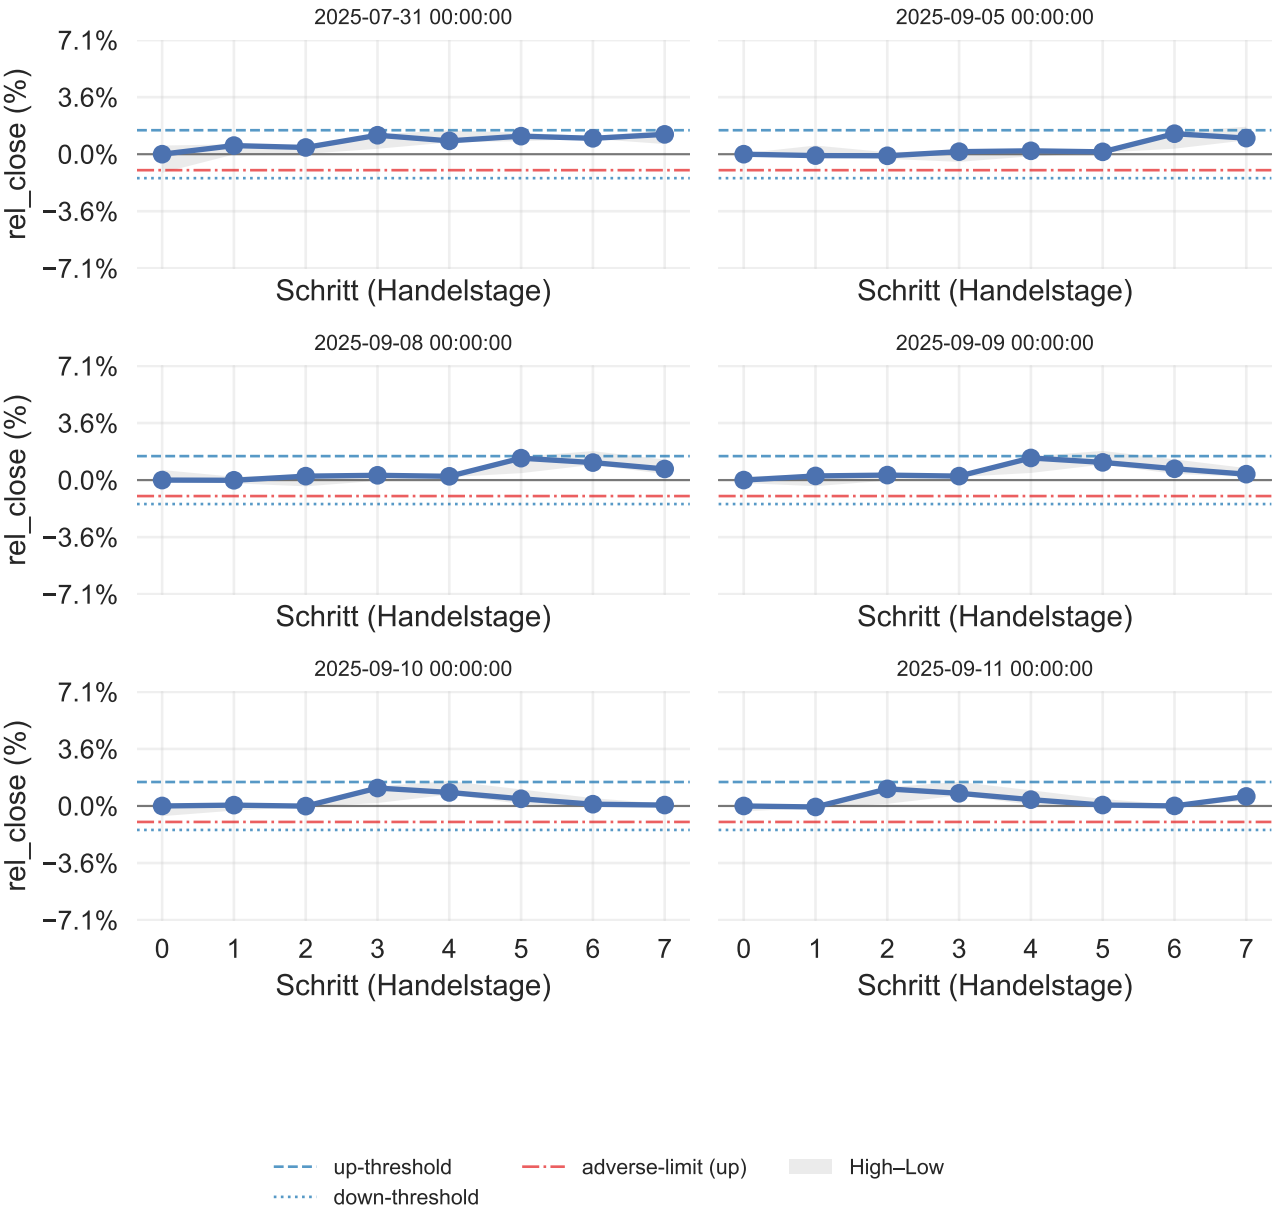 2025-07-31 00:00:00
2025-09-05 00:00:00
7.1%
3.6%
0.0%
−3.6%
−7.1%
rel_close (%)
Schritt (Handelstage)
Schritt (Handelstage)
2025-09-08 00:00:00
2025-09-09 00:00:00
7.1%
3.6%
0.0%
−3.6%
−7.1%
rel_close (%)
Schritt (Handelstage)
Schritt (Handelstage)
2025-09-10 00:00:00
2025-09-11 00:00:00
7.1%
3.6%
0.0%
−3.6%
−7.1%
rel_close (%)
0 1 2 3 4 5 6 7
0 1 2 3 4 5 6 7
Schritt (Handelstage)
Schritt (Handelstage)
up-threshold
adverse-limit (up)
High–Low
down-threshold